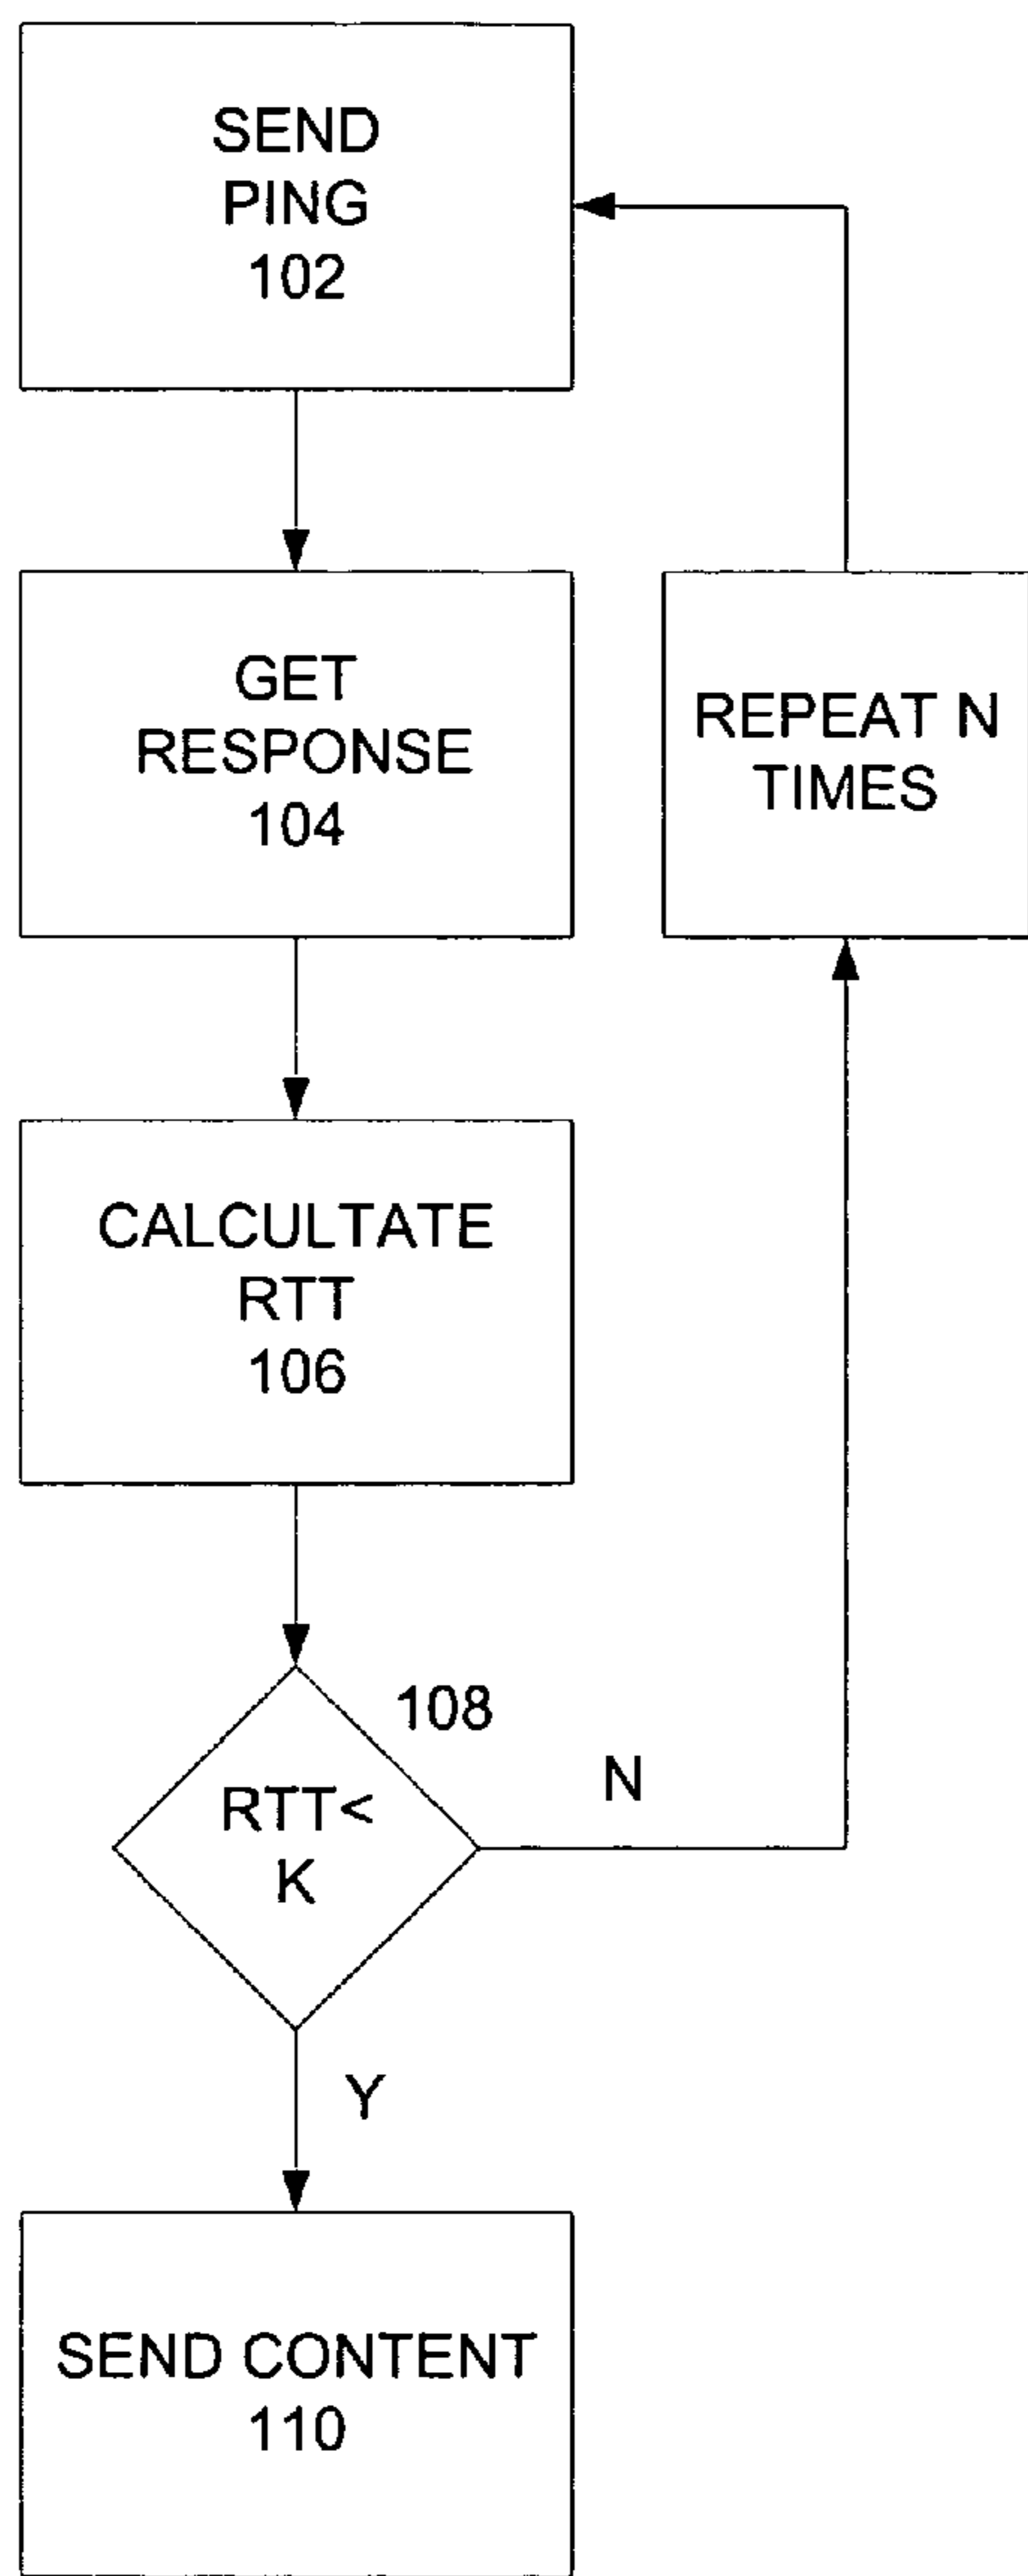 SEND
PING
102
GET
RESPONSE
104
REPEAT N
TIMES
CALCULTATE
RTT
106
108
RTT<
K
N
Y
SEND CONTENT
110